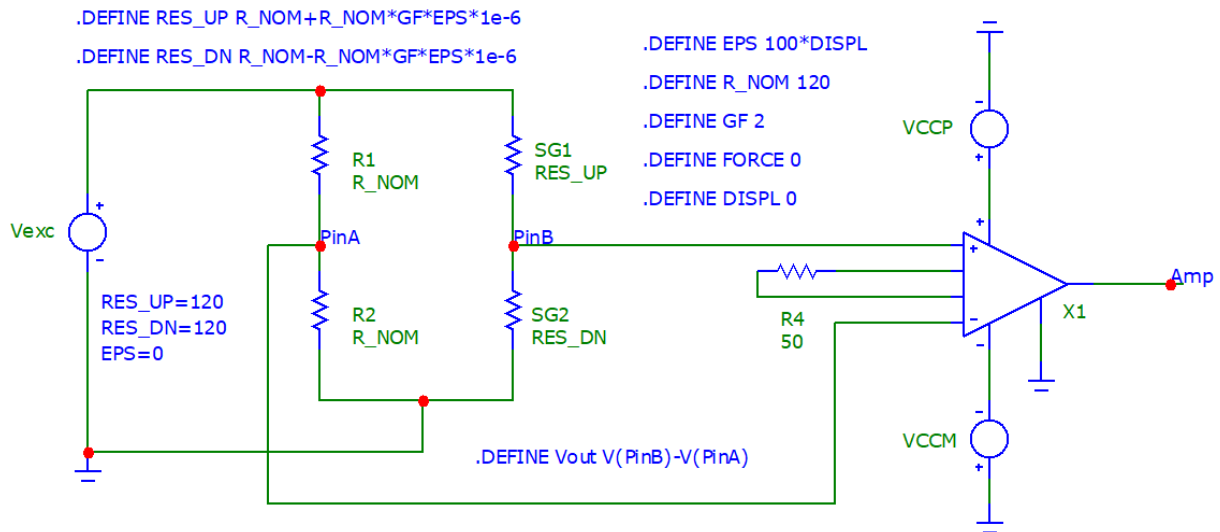 .DEFINE RES_UP R_NOM+R_NOM*GF*EPS*1e-6
.DEFINE RES_DN R_NOM-R_NOM*GF*EPS*1e-6
.DEFINE EPS 100*DISPL
.DEFINE R_NOM 120
.DEFINE GF 2
.DEFINE FORCE 0
.DEFINE DISPL 0
VCCP
-
+
R1
R_NOM
SG1
RES_UP
Vexc
+
-
PinA
PinB
+
+
-
-
Amp
X1
R4
50
RES_UP=120
RES_DN=120
EPS=0
R2
R_NOM
SG2
RES_DN
VCCM
-
+
.DEFINE Vout V(PinB)-V(PinA)